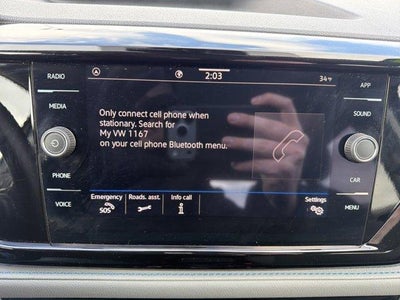 RADIO
MEDIA
PHONE
VOICE
2:03
34°F
Only connect cell phone when
stationary. Search for
My VW 1167
on your cell phone Bluetooth menu.
Emergency Roads. asst. Info call Settings
SOS
APP
SOUND
CAR
MENU